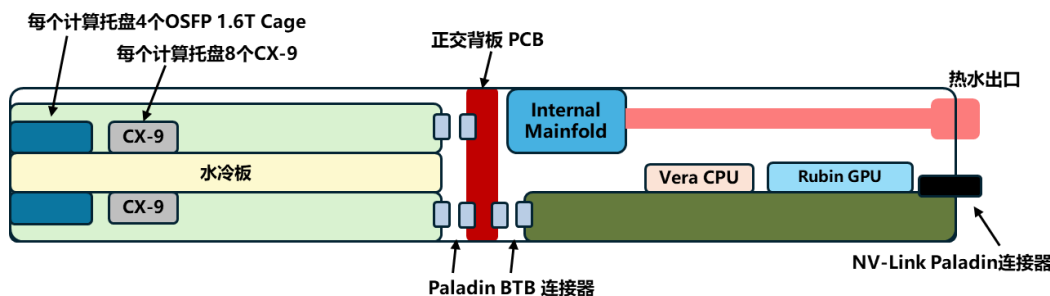 每个计算托盘4个OSFP 1.6T Cage
每个计算托盘8个CX-9
正交背板 PCB
热水出口
Internal
Mainfold
CX-9
水冷板
Vera CPU
Rubin GPU
CX-9
NV-Link Paladin连接器
Paladin BTB 连接器